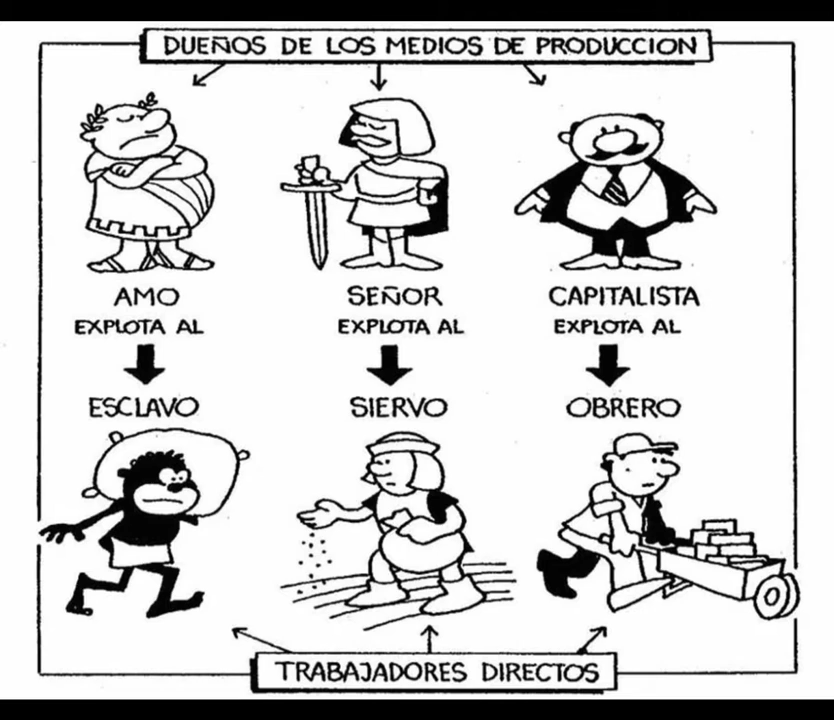 DUEÑOS DE LOS MEDIOS DE PRODUCCION
AMO
EXPLOTA AL
ESCLAVO
SEÑOR
EXPLOTA AL
SIERVO
CAPITALISTA
EXPLOTA AL
OBRERO
TRABAJADORES DIRECTOS